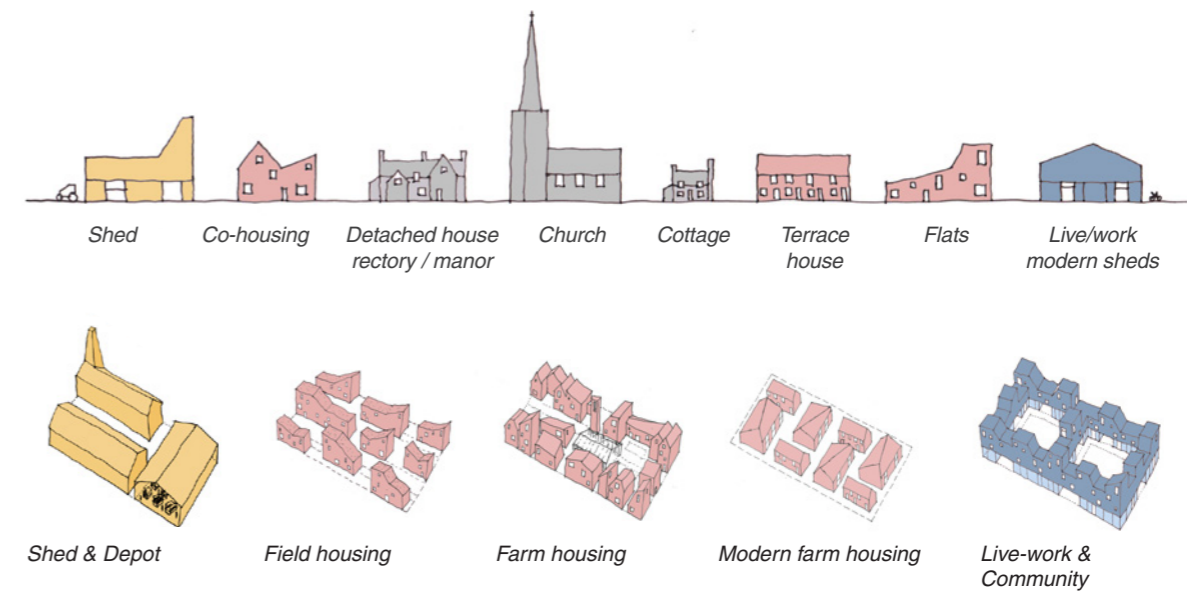 Shed
Co-housing
Detached house
rectory / manor
Church
Cottage
Terrace
house
Flats
Live/work
modern sheds
Shed & Depot
Field housing
Farm housing
Modern farm housing
Live-work &
Community